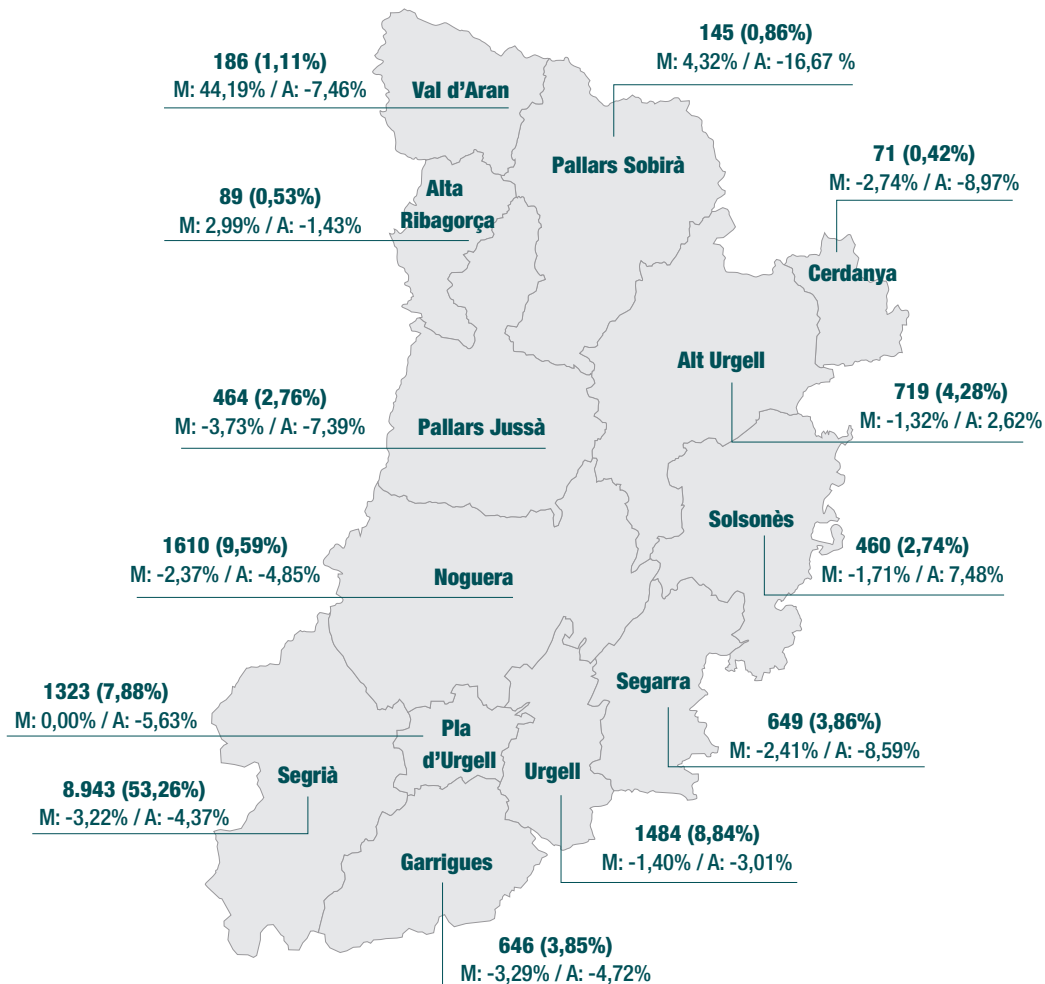 145 (0,86%)
M: 4,32% / A: -16,67 %
186 (1,11%)
M: 44,19% / A: -7,46%
Val d’Aran
Pallars Sobirà
71 (0,42%)
M: -2,74% / A: -8,97%
89 (0,53%)
M: 2,99% / A: -1,43%
Alta
Ribagorça
Cerdanya
Alt Urgell
464 (2,76%)
M: -3,73% / A: -7,39%
Pallars Jussà
719 (4,28%)
M: -1,32% / A: 2,62%
Solsonès
1610 (9,59%)
M: -2,37% / A: -4,85%
Noguera
460 (2,74%)
M: -1,71% / A: 7,48%
Segarra
1323 (7,88%)
M: 0,00% / A: -5,63%
Pla
d’Urgell
649 (3,86%)
M: -2,41% / A: -8,59%
Segrià
Urgell
8.943 (53,26%)
M: -3,22% / A: -4,37%
1484 (8,84%)
M: -1,40% / A: -3,01%
Garrigues
646 (3,85%)
M: -3,29% / A: -4,72%